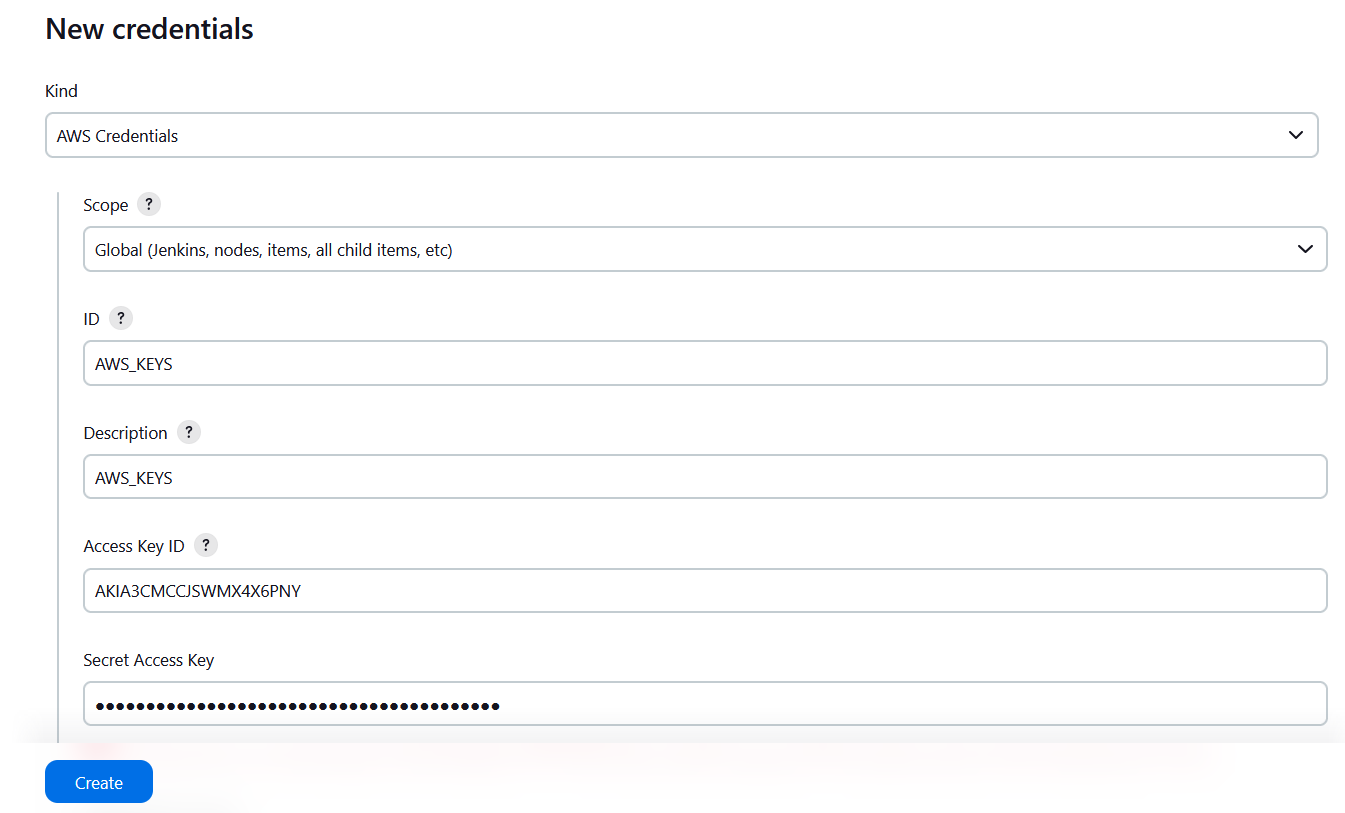 New credentials
Kind
AWS Credentials
Scope ?
Global (Jenkins, nodes, items, all child items, etc)
ID ?
AWS_KEYS
Description ?
AWS_KEYS
Access Key ID ?
AKIA3CMCCJSWMX4X6PNY
Secret Access Key
••••••••••••••••••••••••••••••••••••••••
Create